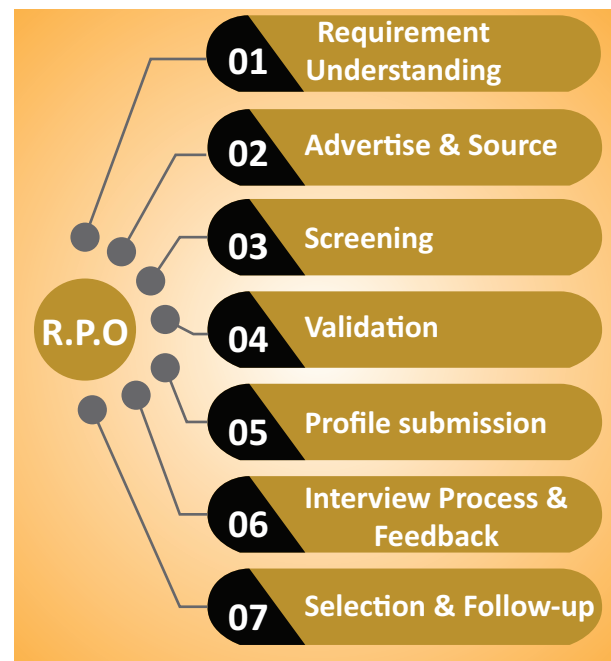 R.P.O
01
Requirement
Understanding
02
Advertise & Source
03
Screening
04
Validation
05
Profile submission
06
Interview Process &
Feedback
07
Selection & Follow-up